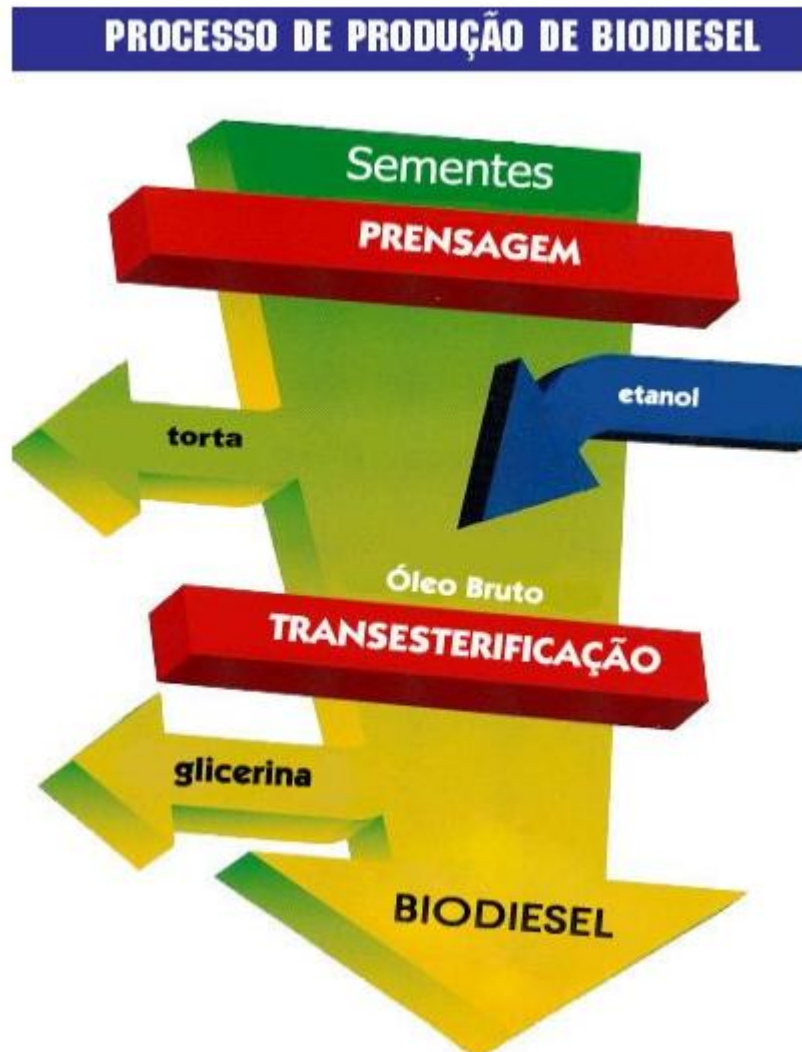 PROCESSO DE PRODUÇÃO DE BIODIESEL
Sementes
PRENSAGEM
etanol
torta
Óleo Bruto
TRANSESTERIFICAÇÃO
glicerina
BIODIESEL